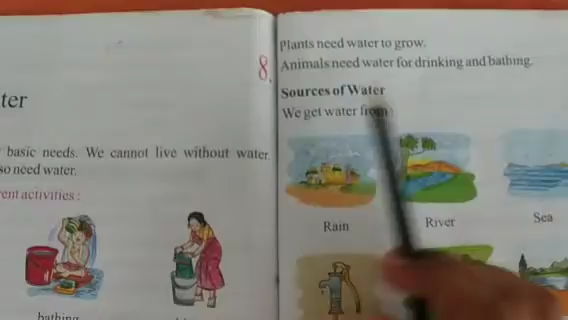 8.
ter
basic needs. We cannot live without water
so need water.
rent activities :
bathing
Plants need water to grow.
Animals need water for drinking and bathing.
Sources of Water
We get water from
Rain
River
Sea